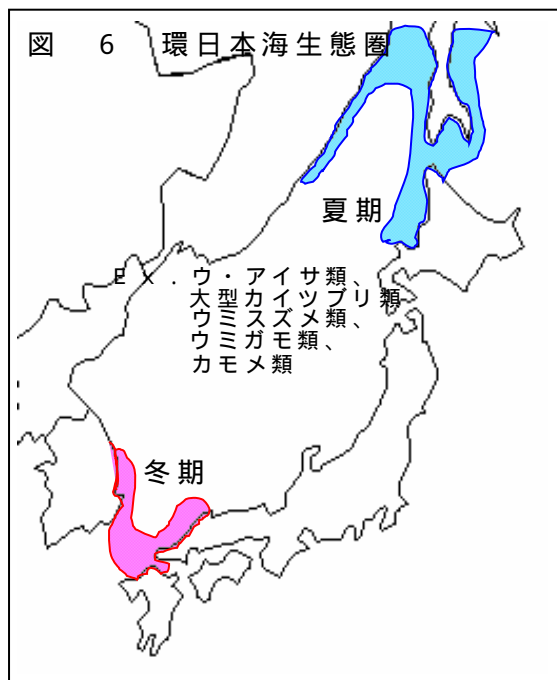 図 6 環日本海生態圏
夏期
EX.ウ・アイサ類、
大型カイツブリ類
ウミスズメ類、
ウミガモ類、
カモメ類
冬期